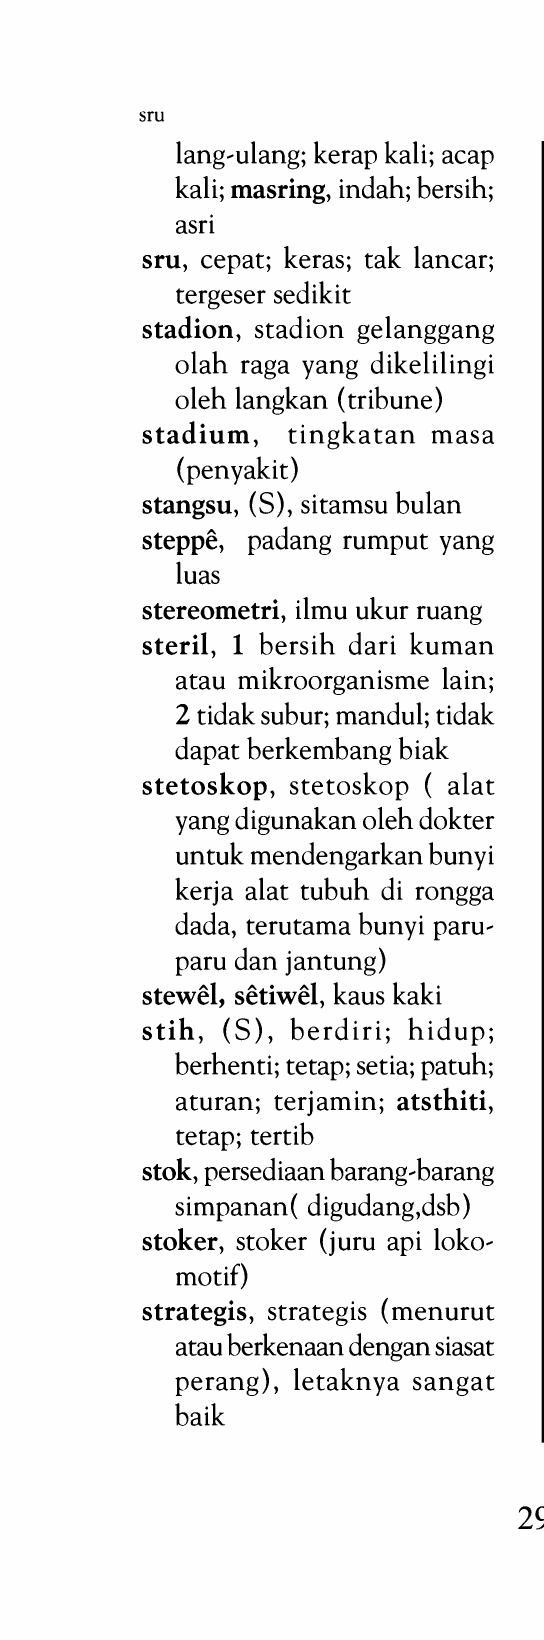 sru
lang-ulang; kerap kali; acap
kali; masring, indah; bersih;
asri
sru, cepat; keras; tak lancar;
tergeser sedikit
stadion, stadion gelanggang
olah raga yang dikelilingi
oleh langkan (tribune)
stadium, tingkatan masa
(penyakit)
stangsu, (S), sitamsu bulan
steppê, padang rumput yang
luas
stereometri, ilmu ukur ruang
steril, 1 bersih dari kuman
atau mikroorganisme lain;
2 tidak subur; mandul; tidak
dapat berkembang biak
stetoskop, stetoskop ( alat
yang digunakan oleh dokter
untuk mendengarkan bunyi
kerja alat tubuh di rongga
dada, terutama bunyi paru-
paru dan jantung)
stewêl, sêtiwêl, kaus kaki
stih, (S), berdiri; hidup;
berhenti; tetap; setia; patuh;
aturan; terjamin; atsthiti,
tetap; tertib
stok, persediaan barang-barang
simpanan( digudang,dsb)
stoker, stoker (juru api loko-
motif)
strategis, strategis (menurut
atau berkenaan dengan siasat
perang), letaknya sangat
baik